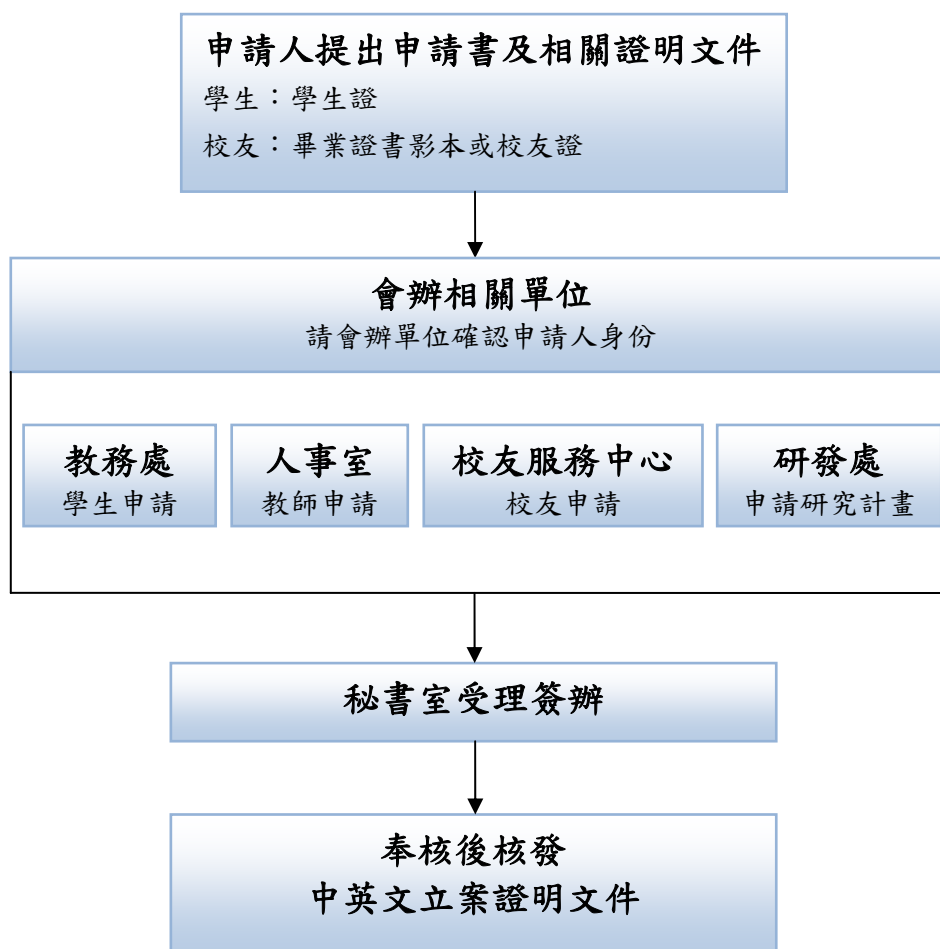 申請人提出申請書及相關證明文件
學生：學生證
校友：畢業證書影本或校友證
會辦相關單位
請會辦單位確認申請人身份
教務處
學生申請
人事室
教師申請
校友服務中心
校友申請
研發處
申請研究計畫
秘書室受理簽辦
奉核後核發
中英文立案證明文件